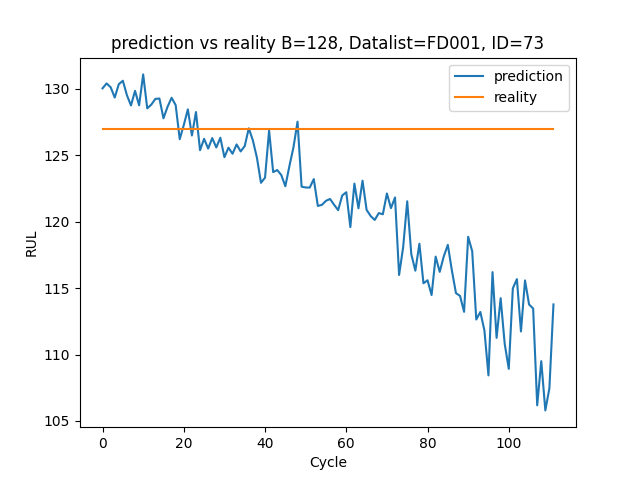 prediction vs reality B=128, Datalist=FD001, ID=73
prediction
reality
RUL
130
125
120
115
110
105
0 20 40 60 80 100
Cycle